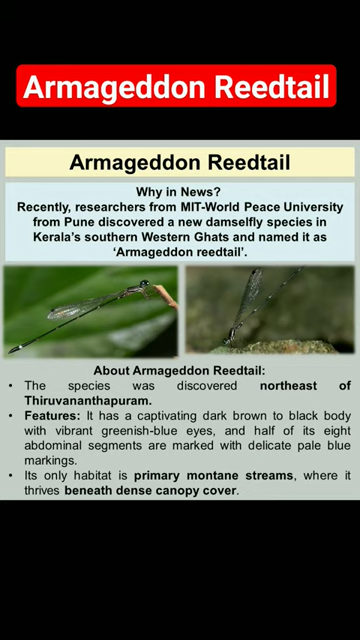 Armageddon Reedtail
Armageddon Reedtail
Why in News?
Recently, researchers from MIT-World Peace University
from Pune discovered a new damselfly species in
Kerala's southern Western Ghats and named it as
'Armageddon reedtail'.
About Armageddon Reedtail:
• The species was discovered northeast of
Thiruvananthapuram.
• Features: It has a captivating dark brown to black body
with vibrant greenish-blue eyes, and half of its eight
abdominal segments are marked with delicate pale blue
markings.
• Its only habitat is primary montane streams, where it
thrives beneath dense canopy cover.